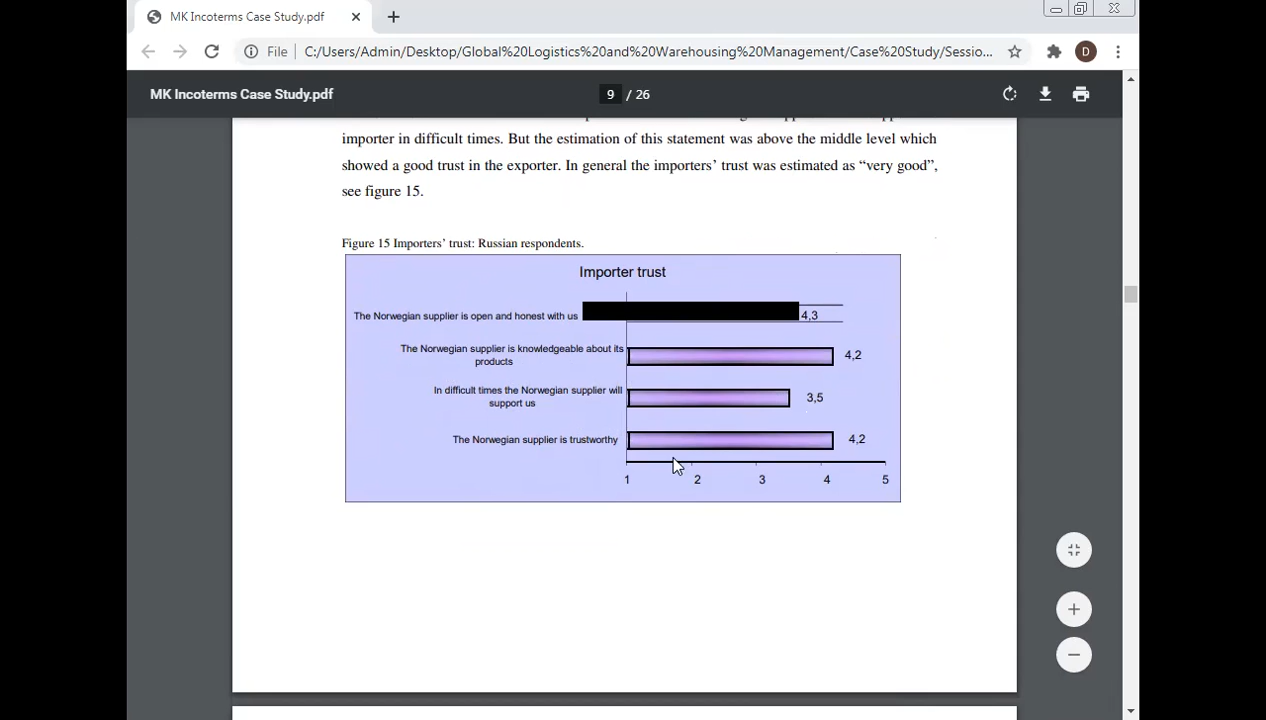 MK Incoterms Case Study.pdf
File C:/Users/Admin/Desktop/Global%20Logistics%20and%20Warehousing%20Management/Case%20Study/Sessio...
D
MK Incoterms Case Study.pdf
9 / 26
importer in difficult times. But the estimation of this statement was above the middle level which
showed a good trust in the exporter. In general the importers’ trust was estimated as “very good”,
see figure 15.
Figure 15 Importers’ trust: Russian respondents.
Importer trust
The Norwegian supplier is open and honest with us
4,3
The Norwegian supplier is knowledgeable about its
products
4,2
In difficult times the Norwegian supplier will
support us
3,5
The Norwegian supplier is trustworthy
4,2
1 2 3 4 5